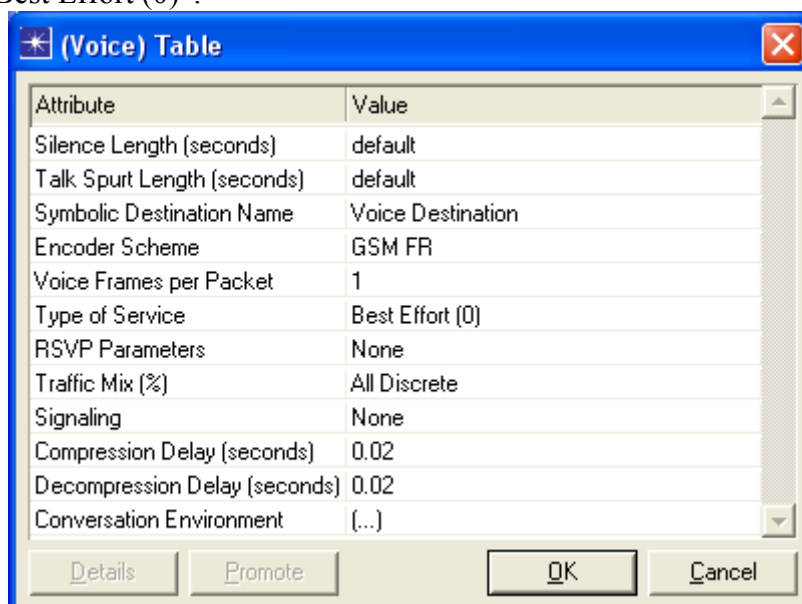 Best Effort (0)".
(Voice) Table
Attribute Value
Silence Length (seconds) default
Talk Spurt Length (seconds) default
Symbolic Destination Name Voice Destination
Encoder Scheme GSM FR
Voice Frames per Packet 1
Type of Service Best Effort (0)
RSVP Parameters None
Traffic Mix (%) All Discrete
Signaling None
Compression Delay (seconds) 0.02
Decompression Delay (seconds) 0.02
Conversation Environment (...)
Details Promote OK Cancel